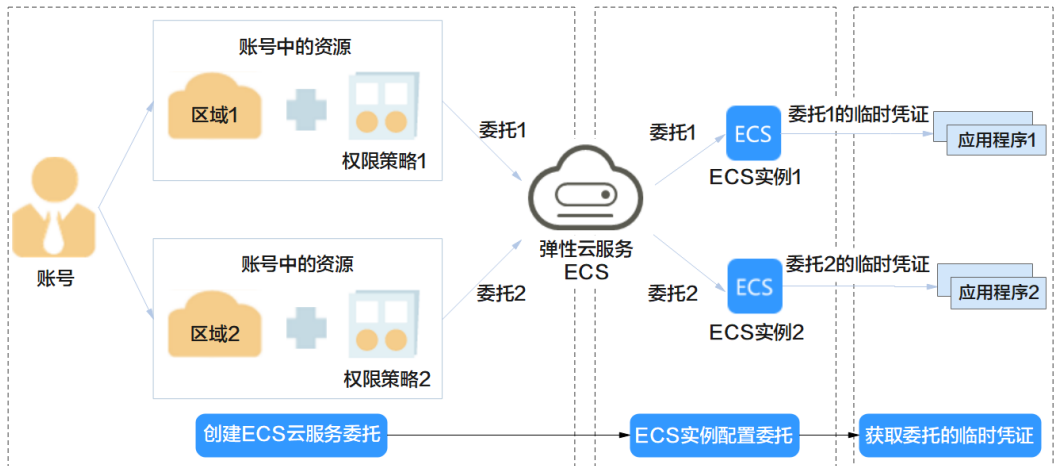 账号中的资源
区域1
权限策略1
委托1
账号
账号中的资源
区域2
权限策略2
委托2
弹性云服务
ECS
委托1
ECS
ECS实例1
委托1的临时凭证
应用程序1
委托2
ECS
ECS实例2
委托2的临时凭证
应用程序2
创建ECS云服务委托
ECS实例配置委托
获取委托的临时凭证